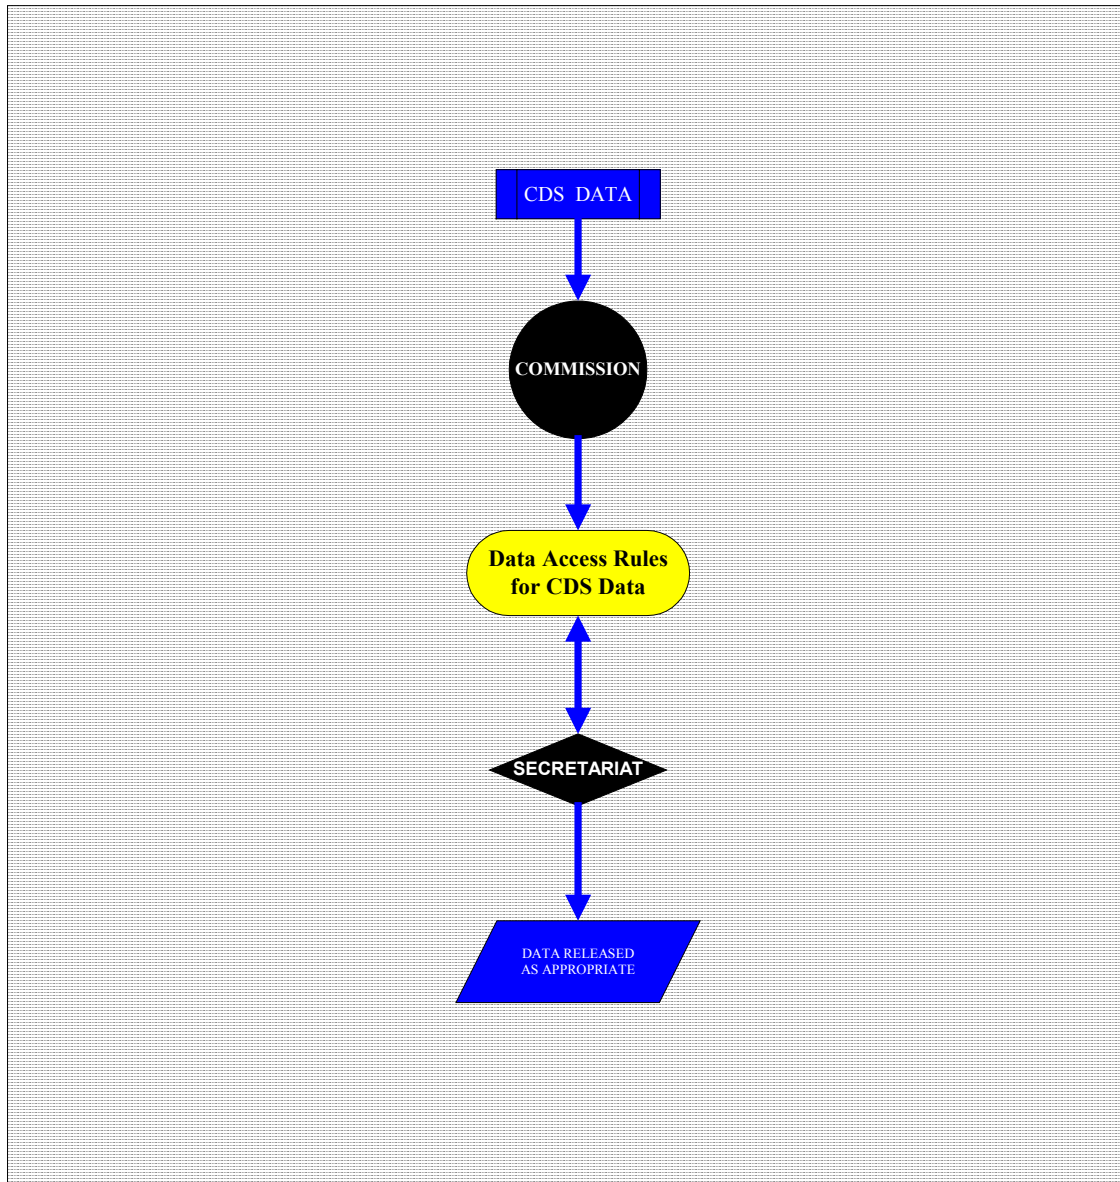 CDS DATA
COMMISSION
Data Access Rules
for CDS Data
SECRETARIAT
DATA RELEASED
AS APPROPRIATE